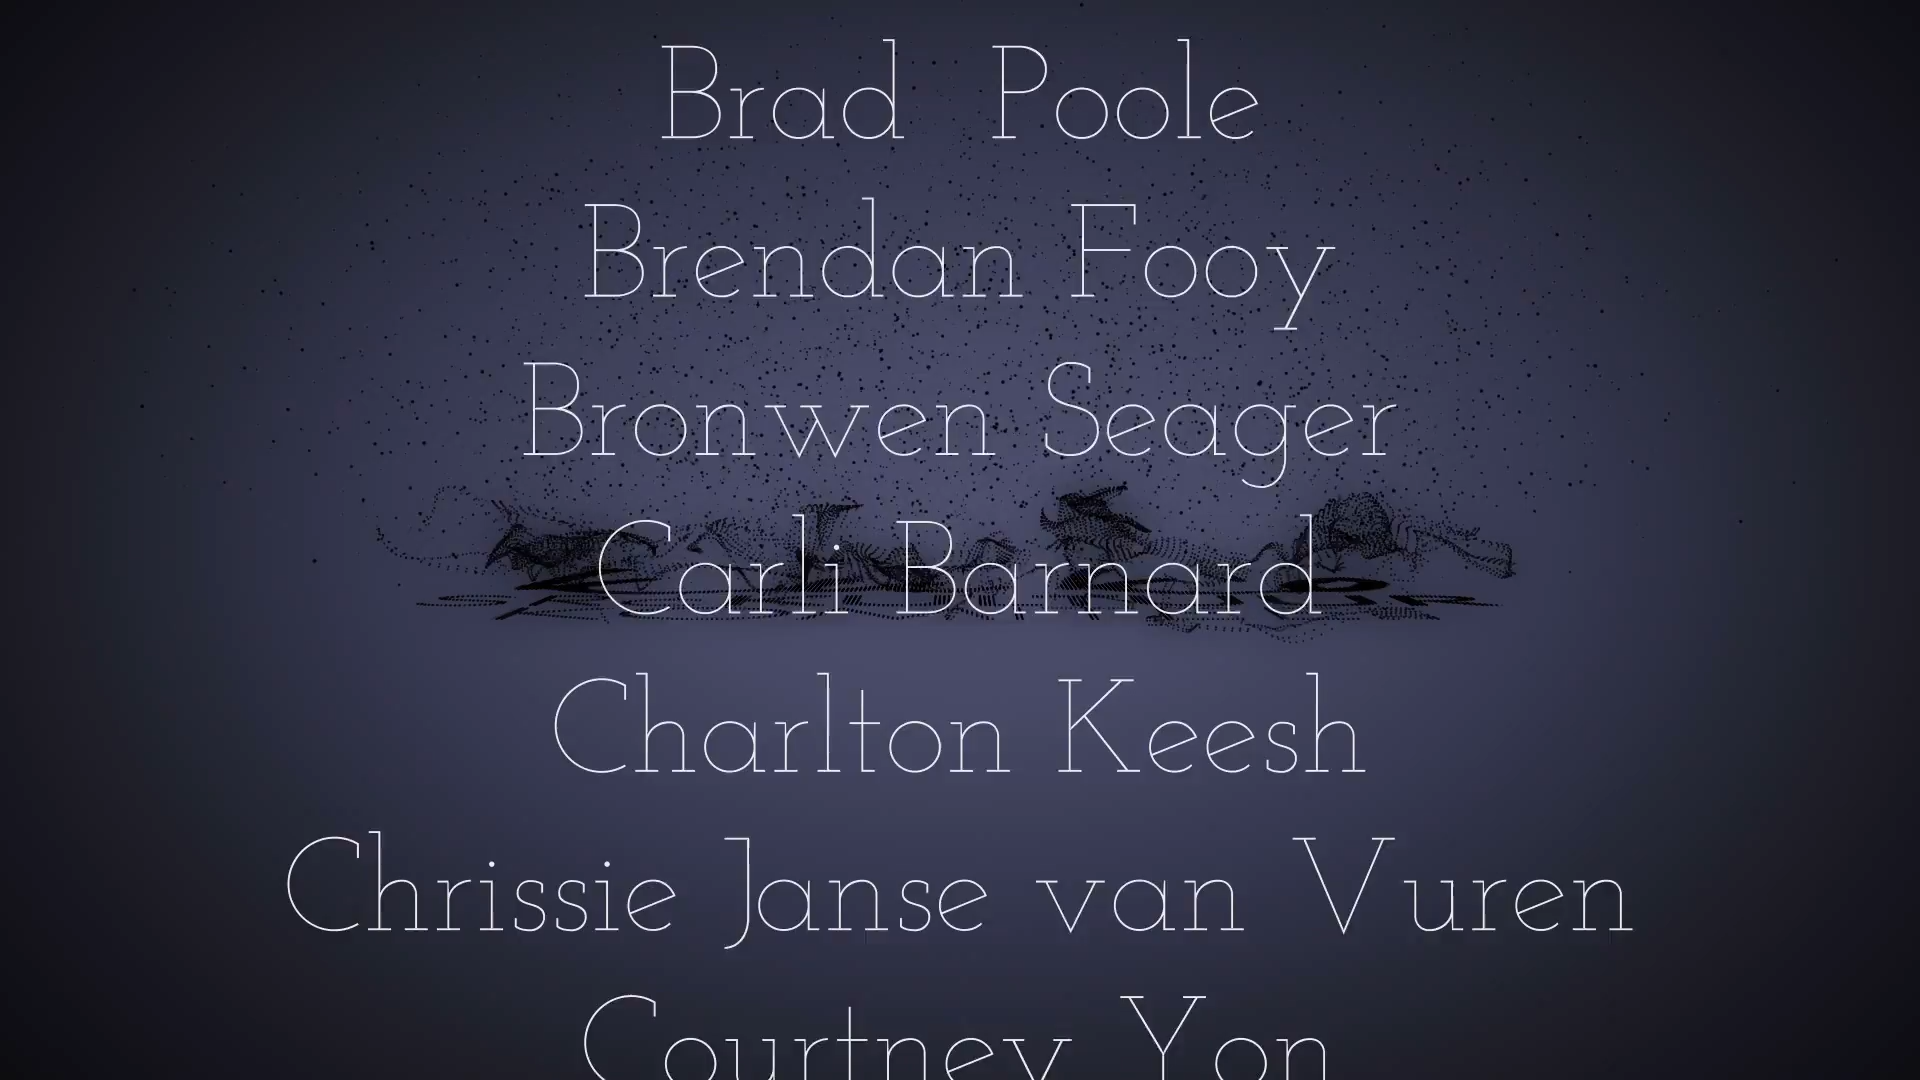 Brad Poole
Brendan Fooy
Bronwen Seager
Carli Barnard
Charlton Keesh
Chrissie Janse van Vuren
Courtney Yon